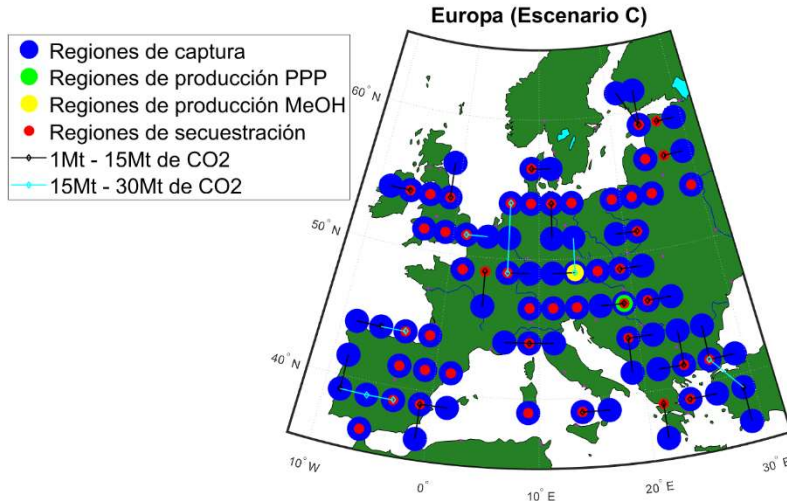 Europa (Escenario C)
Regiones de captura
Regiones de producción PPP
Regiones de producción MeOH
Regiones de secuestración
1Mt - 15Mt de CO2
15Mt - 30Mt de CO2
60° N
50° N
40° N
10° W
0°
10° E
20° E
30° E